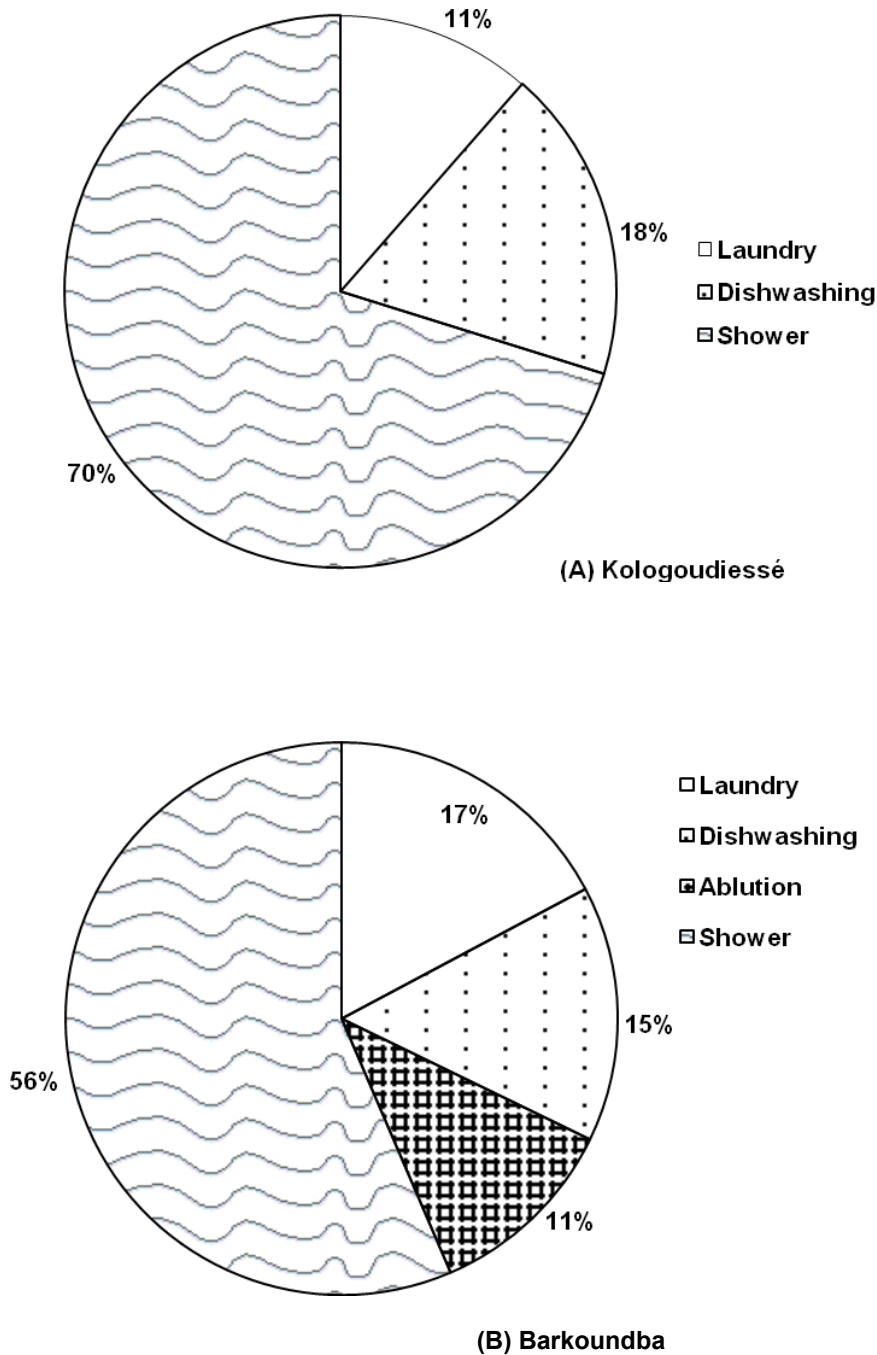 11%
18%
Laundry
Dishwashing
Shower
70%
(A) Kologoudiessé
Laundry
17%
Dishwashing
Ablution
Shower
15%
56%
11%
(B) Barkoundba